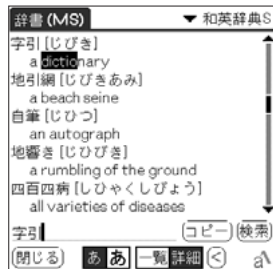 辞書(MS) ▼ 和英辞典S
字引 [じびき]
a dictionary
地引網 [じびきあみ]
a beach seine
自筆 [じひつ]
an autograph
地響き [じひびき]
a rumbling of the ground
四百四病 [しひゃくしびょう]
all varieties of diseases
字引 コピー 検索
閉じる あ あ 一覧 詳細 < a